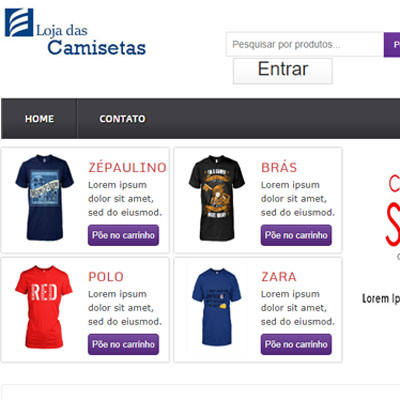 Loja das
Camisetas
Pesquisar por produtos...
P
Entrar
HOME
CONTATO
ZÉPAULINO
Lorem ipsum
dolor sit amet,
sed do eiusmod.
Põe no carrinho
BRÁS
Lorem ipsum
dolor sit amet,
sed do eiusmod.
Põe no carrinho
POLO
Lorem ipsum
dolor sit amet,
sed do eiusmod.
Põe no carrinho
RED
ZARA
Lorem ipsum
dolor sit amet,
sed do eiusmod.
Põe no carrinho
C
S
Lorem Ip